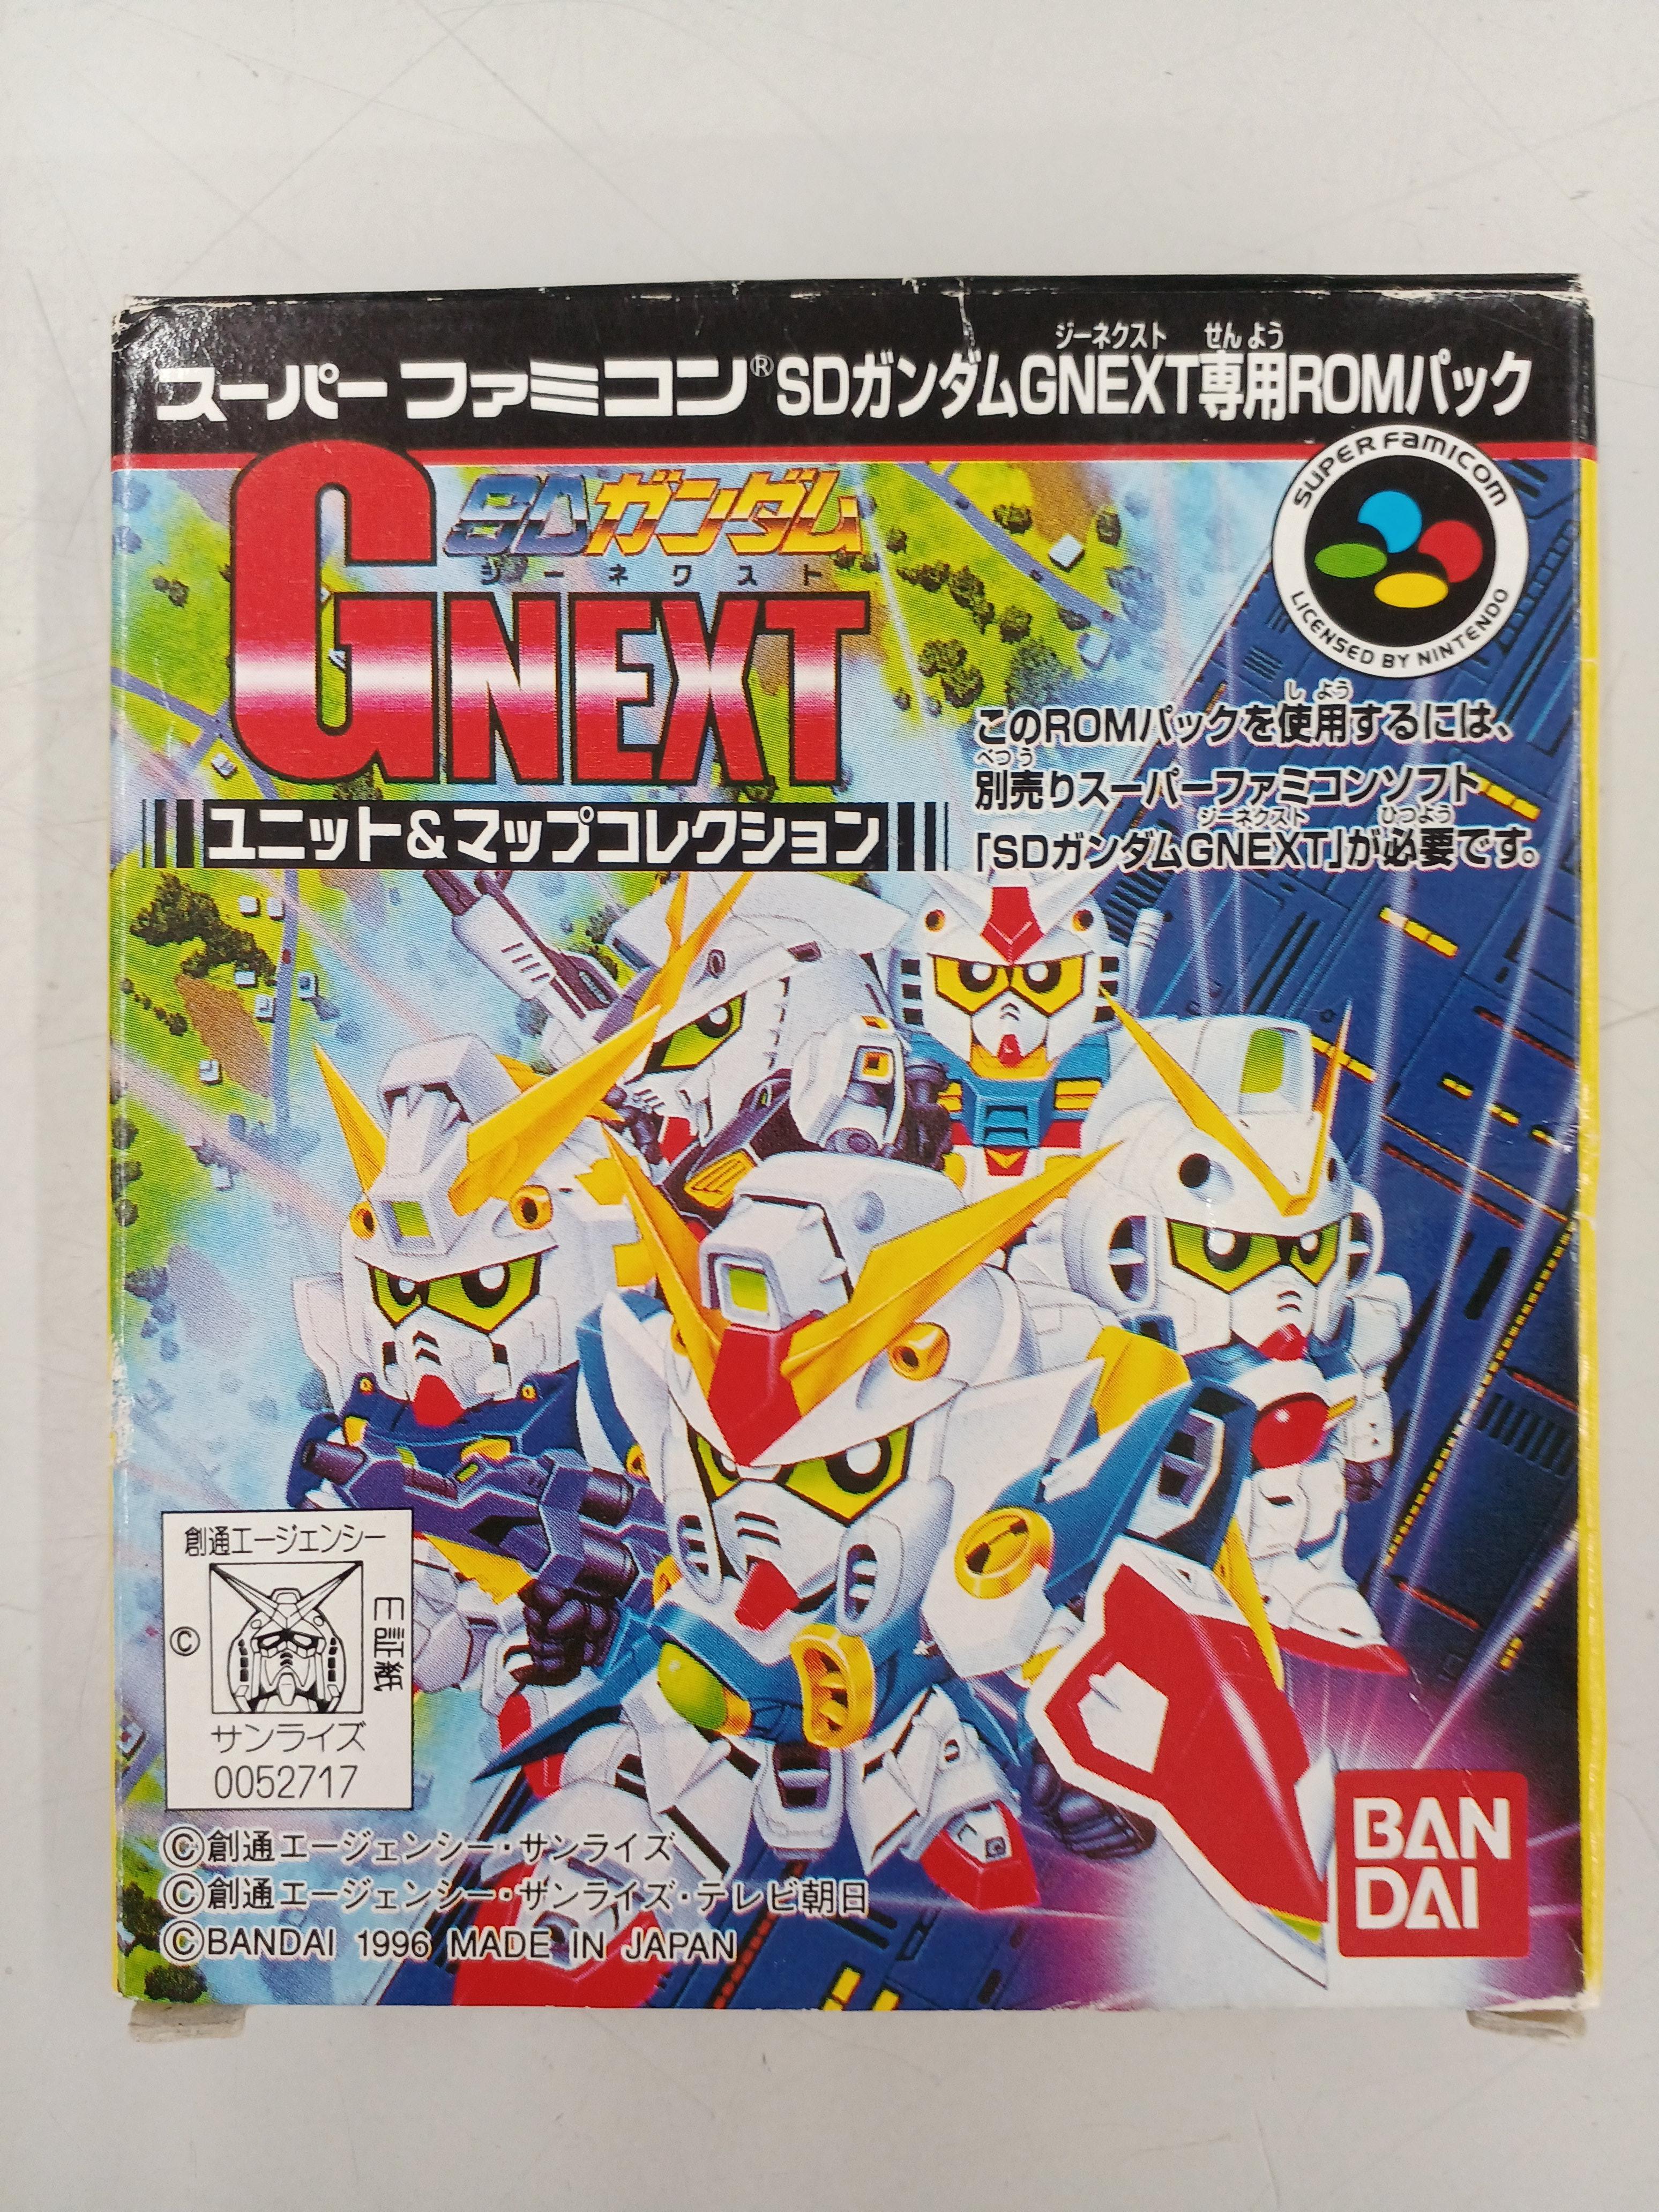 スーパーファミコン® SDガンダムGNEXT専用ROMパック
ジーネクスト せんよう
SDガンダム
ジーネクスト
GNEXT
ユニット&マップコレクション
SUPER FAMICOM
LICENSED BY NINTENDO
しよう
このROMパックを使用するには、
べつう
別売りスーパーファミコンソフト
ジーネクスト ひつよう
「SDガンダムGNEXT」が必要です。
創通エージェンシー
©
E証紙
サンライズ
0052717
©創通エージェンシー・サンライズ
©創通エージェンシー・サンライズ・テレビ朝日
©BANDAI 1996 MADE IN JAPAN
BAN
DAI